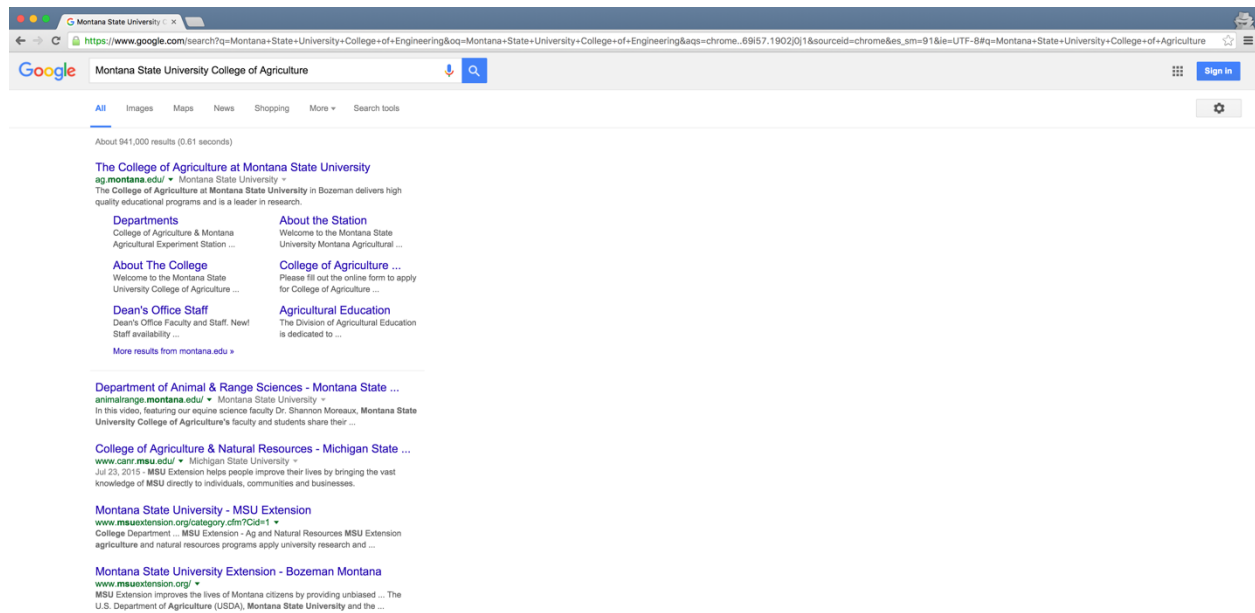 Montana State University C
https://www.google.com/search?q=Montana+State+University+College+of+Engineering&oq=Montana+State+University+College+of+Engineering&aqs=chrome..69i57.1902j0j1&sourceid=chrome&es_sm=91&ie=UTF-8#q=Montana+State+University+College+of+Agriculture
Google Montana State University College of Agriculture Sign in
All Images Maps News Shopping More Search tools
About 941,000 results (0.61 seconds)
The College of Agriculture at Montana State University
ag.montana.edu/ Montana State University
The College of Agriculture at Montana State University in Bozeman delivers high
quality educational programs and is a leader in research.
Departments
College of Agriculture & Montana
Agricultural Experiment Station ...
About the Station
Welcome to the Montana State
University Montana Agricultural ...
About The College
Welcome to the Montana State
University College of Agriculture ...
College of Agriculture ...
Please fill out the online form to apply
for College of Agriculture ...
Dean's Office Staff
Dean's Office Faculty and Staff. New!
Staff availability ...
Agricultural Education
The Division of Agricultural Education
is dedicated to ...
More results from montana.edu »
Department of Animal & Range Sciences - Montana State ...
animalrange.montana.edu/ Montana State University
In this video, featuring our equine science faculty Dr. Shannon Moreaux, Montana State
University College of Agriculture's faculty and students share their ...
College of Agriculture & Natural Resources - Michigan State ...
www.canr.msu.edu/ Michigan State University
Jul 23, 2015 - MSU Extension helps people improve their lives by bringing the vast
knowledge of MSU directly to individuals, communities and businesses.
Montana State University - MSU Extension
www.msuextension.org/category.cfm?Cid=1
College Department ... MSU Extension - Ag and Natural Resources MSU Extension
agriculture and natural resources programs apply university research and ...
Montana State University Extension - Bozeman Montana
www.msuextension.org/
MSU Extension improves the lives of Montana citizens by providing unbiased ... The
U.S. Department of Agriculture (USDA), Montana State University and the ...